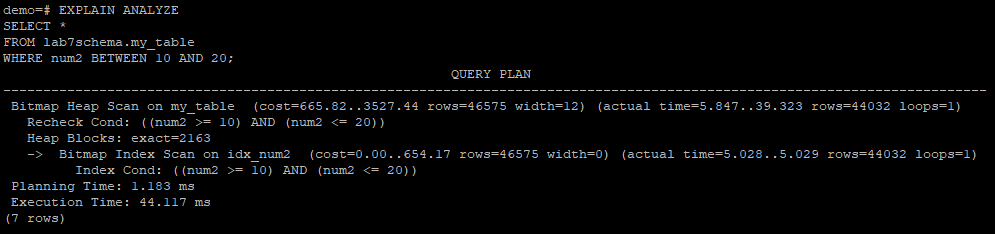 demo=# EXPLAIN ANALYZE
SELECT *
FROM lab7schema.my_table
WHERE num2 BETWEEN 10 AND 20;
QUERY PLAN
-----------------------------------------------------------------------------------------------------------------------------
Bitmap Heap Scan on my_table  (cost=665.82..3527.44 rows=46575 width=12) (actual time=5.847..39.323 rows=44032 loops=1)
Recheck Cond: ((num2 >= 10) AND (num2 <= 20))
Heap Blocks: exact=2163
->  Bitmap Index Scan on idx_num2  (cost=0.00..654.17 rows=46575 width=0) (actual time=5.028..5.029 rows=44032 loops=1)
Index Cond: ((num2 >= 10) AND (num2 <= 20))
Planning Time: 1.183 ms
Execution Time: 44.117 ms
(7 rows)